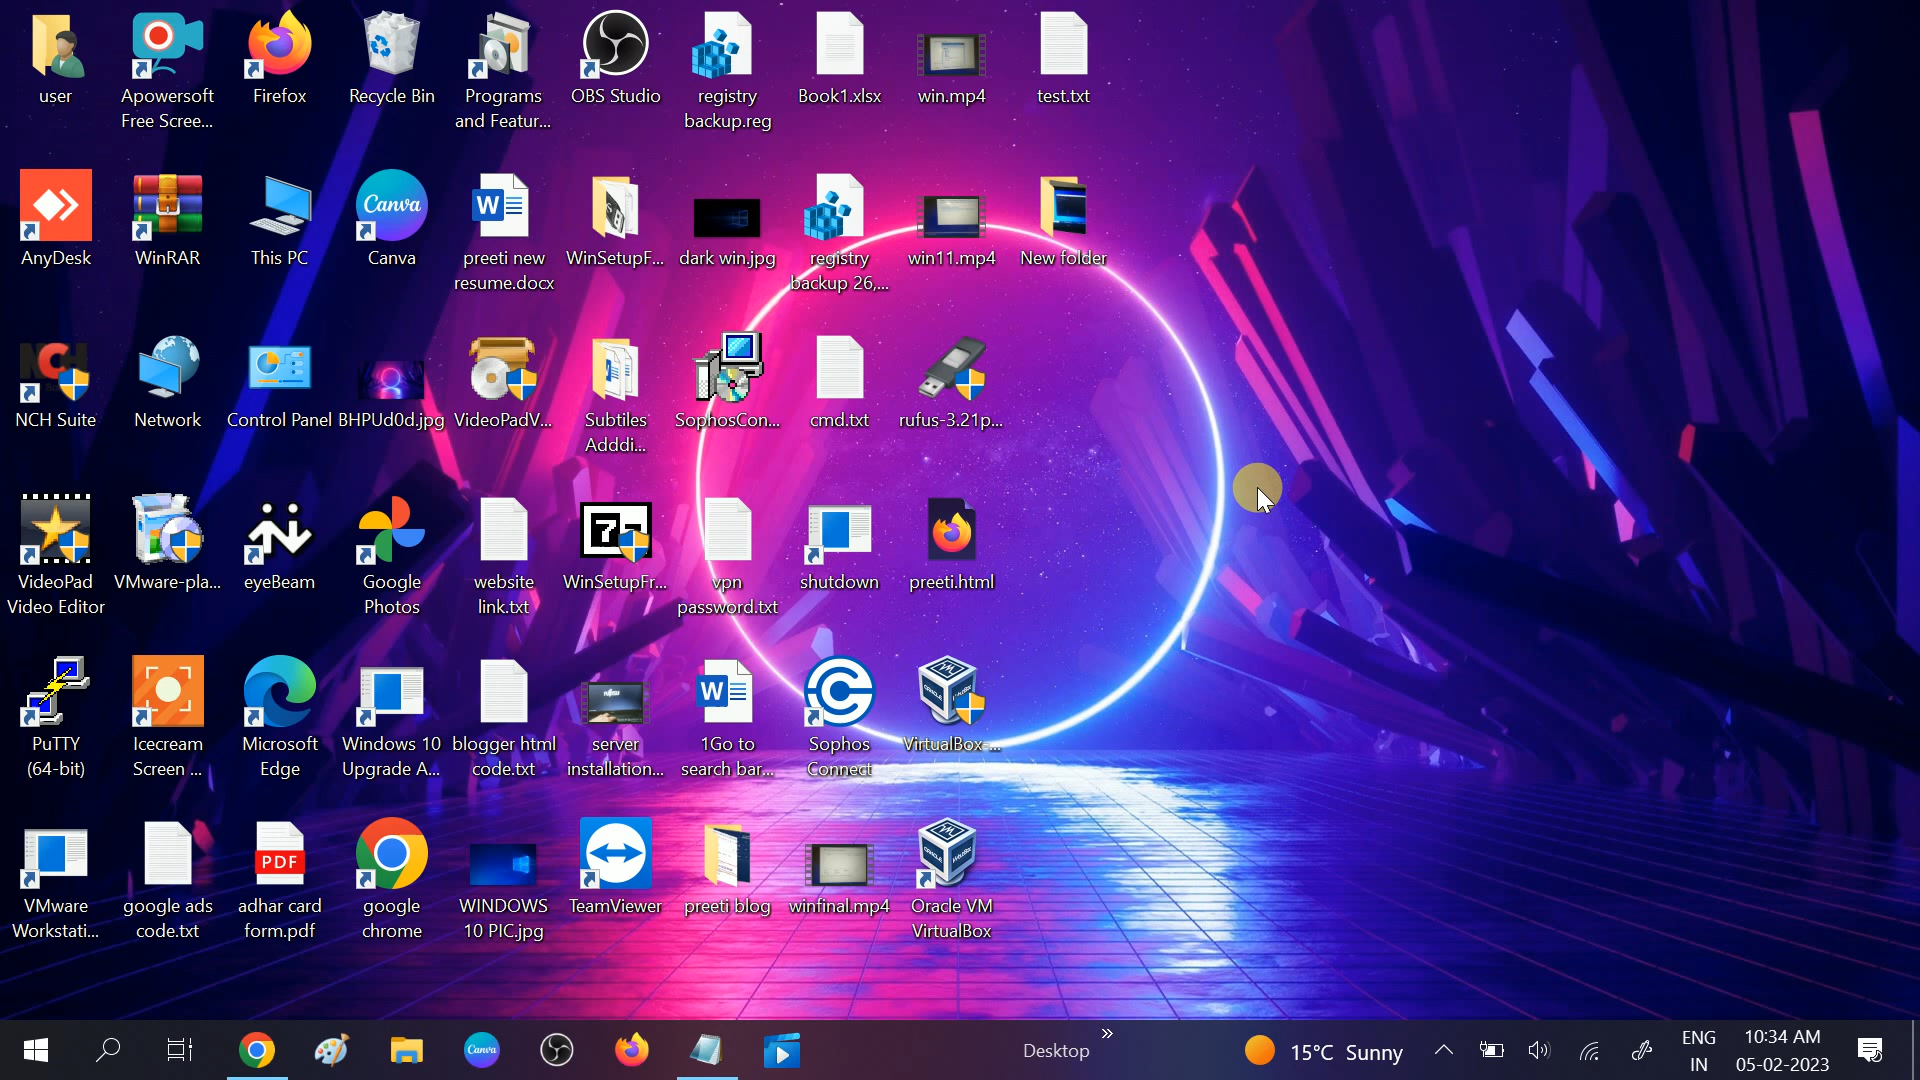 user
Apowersoft
Free Scree...
Firefox
Recycle Bin
Programs
and Featur...
OBS Studio
registry
backup.reg
Book1.xlsx
win.mp4
test.txt
AnyDesk
WinRAR
This PC
Canva
Canva
preeti new
resume.docx
WinSetupF...
dark win.jpg
registry
backup 26,...
win11.mp4
New folder
NCH
NCH Suite
Network
Control Panel
BHPUd0d.jpg
VideoPadV...
Subtiles
Adddi...
SophosCon...
cmd.txt
rufus-3.21p...
VideoPad
Video Editor
VMware-pla...
eyeBeam
Google
Photos
website
link.txt
WinSetupFr...
vpn
password.txt
shutdown
preeti.html
PuTTY
(64-bit)
Icecream
Screen ...
Microsoft
Edge
Windows 10
Upgrade A...
blogger html
code.txt
FUJITSU
server
installation...
1Go to
search bar...
Sophos
Connect
VirtualBox-...
VMware
Workstati...
google ads
code.txt
PDF
adhar card
form.pdf
google
chrome
WINDOWS
10 PIC.jpg
TeamViewer
preeti blog
winfinal.mp4
Oracle VM
VirtualBox
Canva
Desktop
15°C Sunny
ENG
IN
10:34 AM
05-02-2023